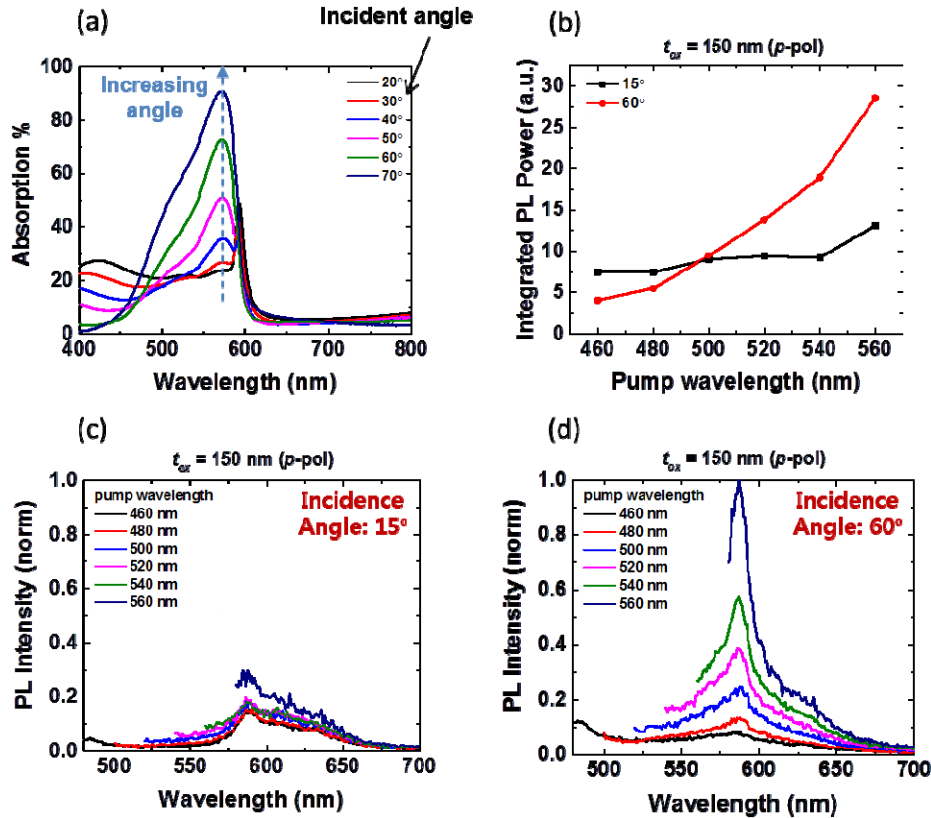 (a)
Incident angle
Increasing
angle
20°
30°
40°
50°
60°
70°
100
80
60
40
20
0
Absorption %
400 500 600 700 800
Wavelength (nm)
(b)
tox = 150 nm (p-pol)
15°
60°
35
30
25
20
15
10
5
0
Integrated PL Power (a.u.)
460 480 500 520 540 560
Pump wavelength (nm)
(c)
tox = 150 nm (p-pol)
pump wavelength
460 nm
480 nm
500 nm
520 nm
540 nm
560 nm
Incidence
Angle: 15°
1.0
0.8
0.6
0.4
0.2
0.0
PL Intensity (norm)
500 550 600 650 700
Wavelength (nm)
(d)
tox = 150 nm (p-pol)
pump wavelength
460 nm
480 nm
500 nm
520 nm
540 nm
560 nm
Incidence
Angle: 60°
1.0
0.8
0.6
0.4
0.2
0.0
PL Intensity (norm)
500 550 600 650 700
Wavelength (nm)